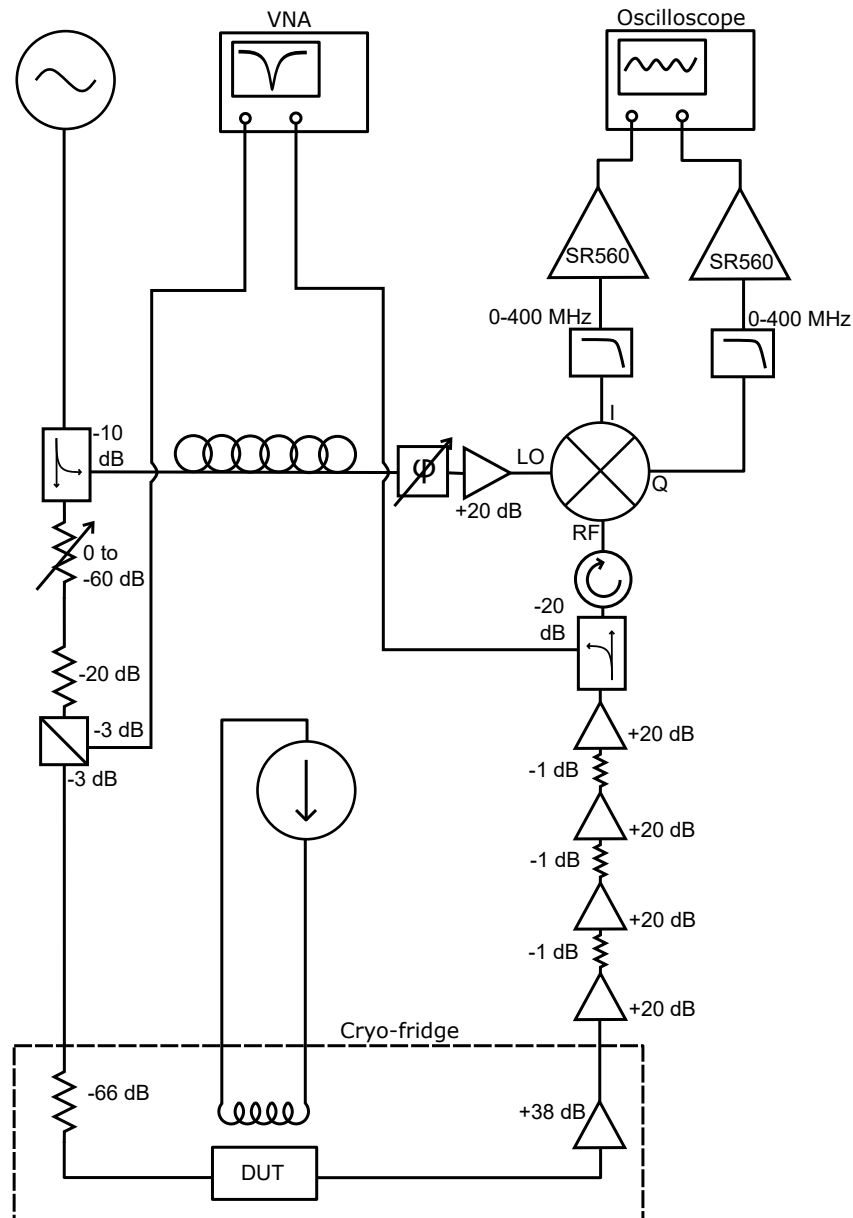 VNA
Oscilloscope
SR560
SR560
0-400 MHz
0-400 MHz
-10
dB
I
LO
Q
φ
+20 dB
RF
0 to
-60 dB
-20
dB
-20 dB
-3 dB
-3 dB
+20 dB
-1 dB
+20 dB
-1 dB
+20 dB
-1 dB
+20 dB
Cryo-fridge
-66 dB
+38 dB
DUT